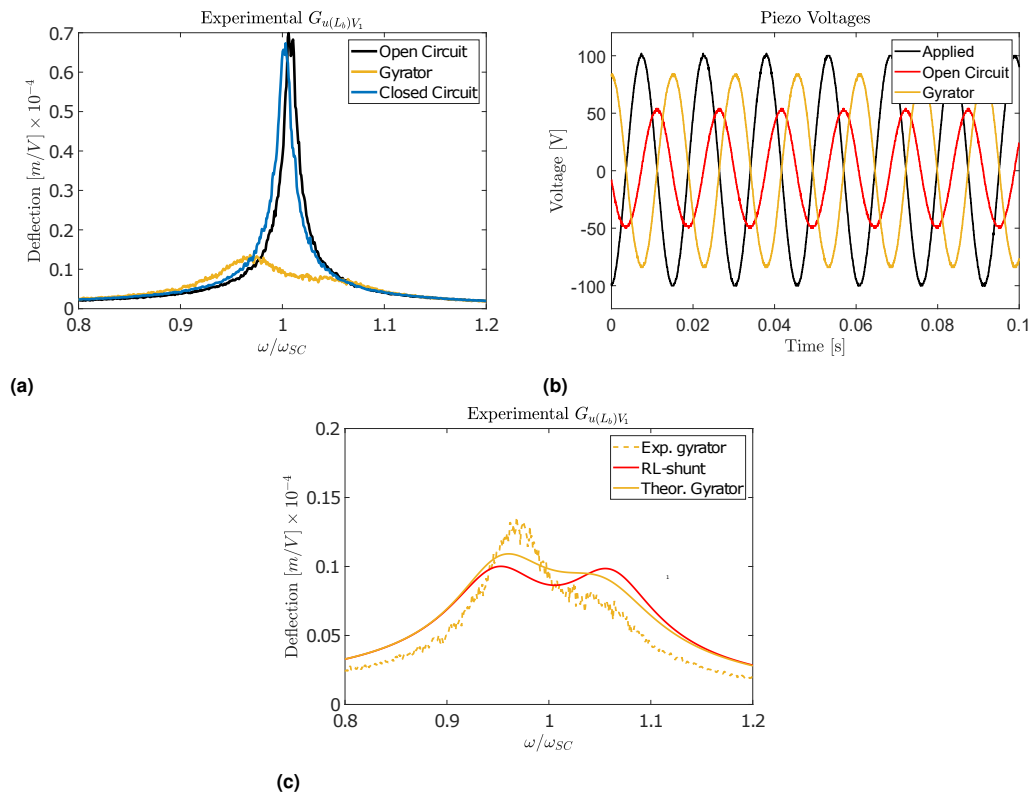 Experimental G_{u(L_b)V_1}
Deflection [m/V] × 10^{-4}
0.7
0.6
0.5
0.4
0.3
0.2
0.1
0
0.8
0.9
1
1.1
1.2
ω/ω_{SC}
Open Circuit
Gyrator
Closed Circuit
(a)
Piezo Voltages
Voltage [V]
100
50
0
-50
-100
0
0.02
0.04
0.06
0.08
0.1
Time [s]
Applied
Open Circuit
Gyrator
(b)
Experimental G_{u(L_b)V_1}
Deflection [m/V] × 10^{-4}
0.2
0.15
0.1
0.05
0
0.8
0.9
1
1.1
1.2
ω/ω_{SC}
Exp. gyrator
RL-shunt
Theor. Gyrator
1
(c)